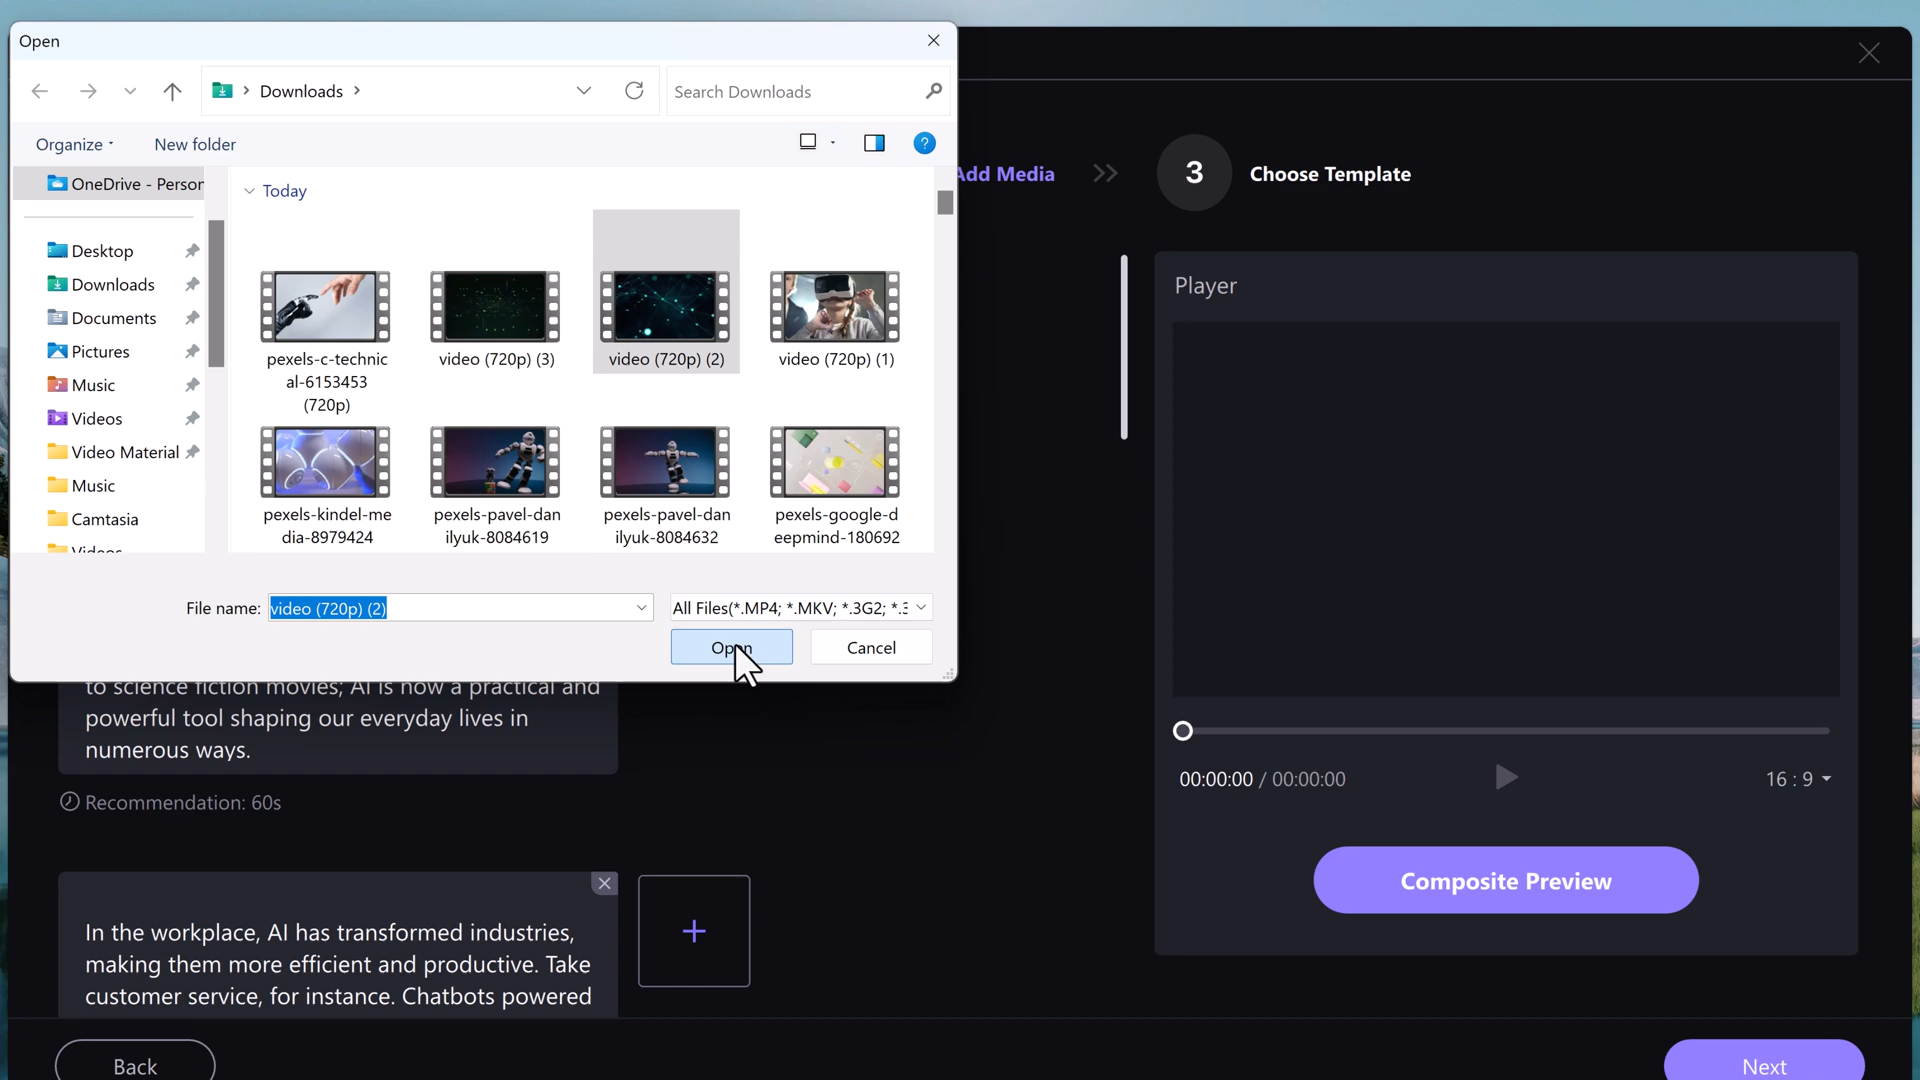 Open
Downloads
Search Downloads
Organize
New folder
?
OneDrive - Person
Today
Desktop
Downloads
Documents
Pictures
Music
Videos
Video Material
Music
Camtasia
Videos
pexels-c-technic
al-6153453
(720p)
video (720p) (3)
video (720p) (2)
video (720p) (1)
pexels-kindel-me
dia-8979424
pexels-pavel-dan
ilyuk-8084619
pexels-pavel-dan
ilyuk-8084632
pexels-google-d
eepmind-180692
File name:
video (720p) (2)
All Files(*.MP4; *.MKV; *.3G2; *.3
Open
Cancel
Add Media
3
Choose Template
Player
00:00:00 / 00:00:00
16 : 9
Composite Preview
to science fiction movies; AI is now a practical and
powerful tool shaping our everyday lives in
numerous ways.
Recommendation: 60s
In the workplace, AI has transformed industries,
making them more efficient and productive. Take
customer service, for instance. Chatbots powered
Back
Next